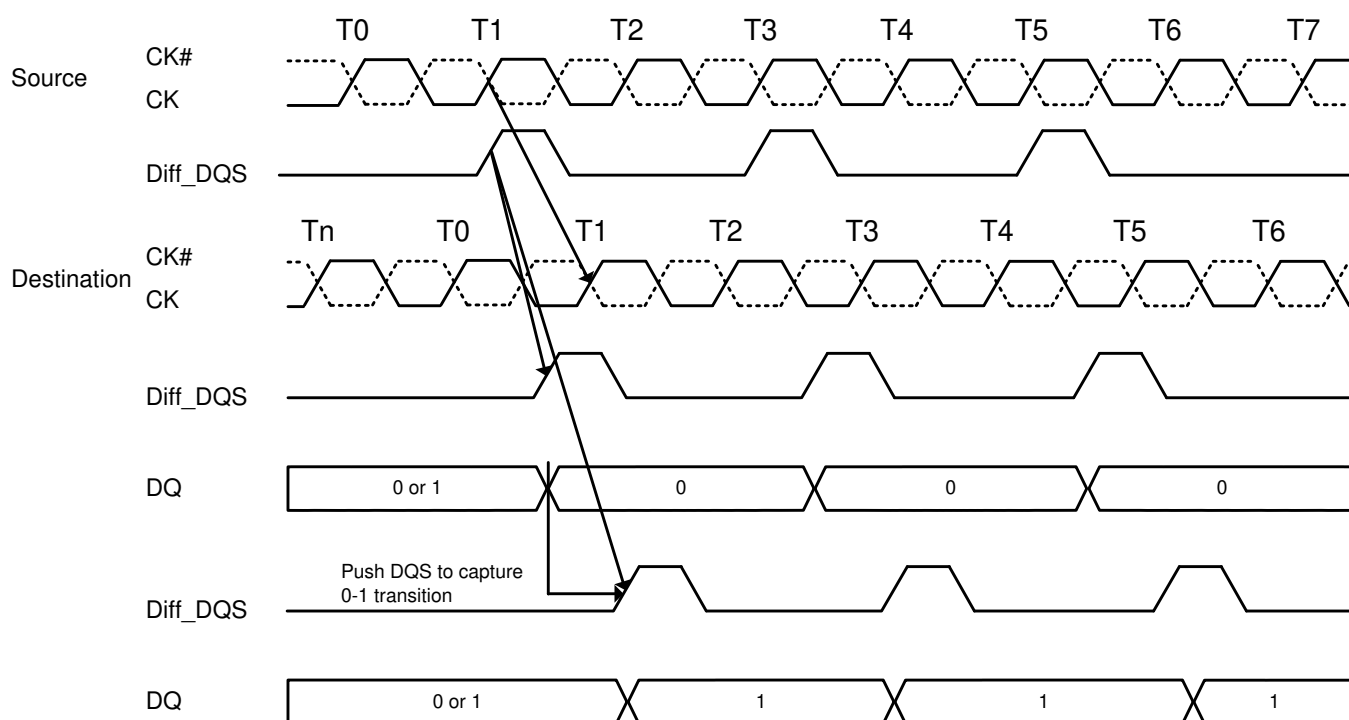 T0 T1 T2 T3 T4 T5 T6 T7
CK#
Source
CK
Diff_DQS
Tn T0 T1 T2 T3 T4 T5 T6
CK#
Destination
CK
Diff_DQS
DQ 0 or 1 0 0 0
Push DQS to capture
0-1 transition
Diff_DQS
DQ 0 or 1 1 1 1